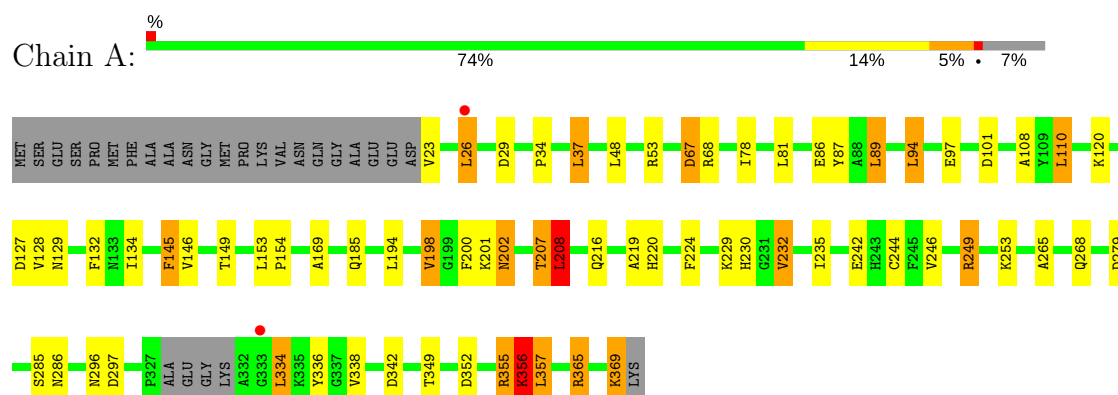 %
Chain A:
74% 14% 5% • 7%
MET SER GLU SER PRO MET PHE ALA ALA ASN GLY MET PRO LYS VAL ASN GLN GLY ALA GLU GLU ASP V23 L26 D29 P34 L37 L48 R53 D67 R68 I78 L81 E86 Y87 A88 L89 L94 E97 D101 A108 Y109 L110 K120
D127 V128 N129 F132 N133 I134 F145 V146 T149 L153 P154 A169 Q185 L194 V198 G199 F200 K201 N202 T207 L208 Q216 A219 H220 F224 K229 H230 G231 V232 I235 E242 H243 C244 F245 V246 R249 K253 A265 Q268
S285 N286 N296 D297 P327 ALA GLU GLY LYS A332 G333 L334 K335 Y336 G337 V338 D342 T349 D352 R355 K356 L357 R365 K369 LYS